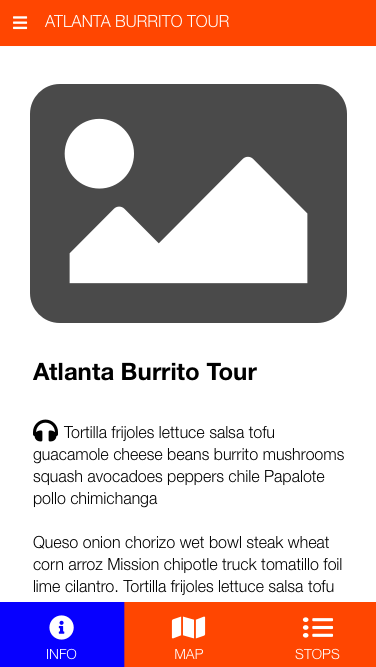 ATLANTA BURRITO TOUR
Atlanta Burrito Tour
Tortilla frijoles lettuce salsa tofu
guacamole cheese beans burrito mushrooms
squash avocadoes peppers chile Papalote
pollo chimichanga
Queso onion chorizo wet bowl steak wheat
corn arroz Mission chipotle truck tomatillo foil
lime cilantro. Tortilla frijoles lettuce salsa tofu
INFO MAP STOPS